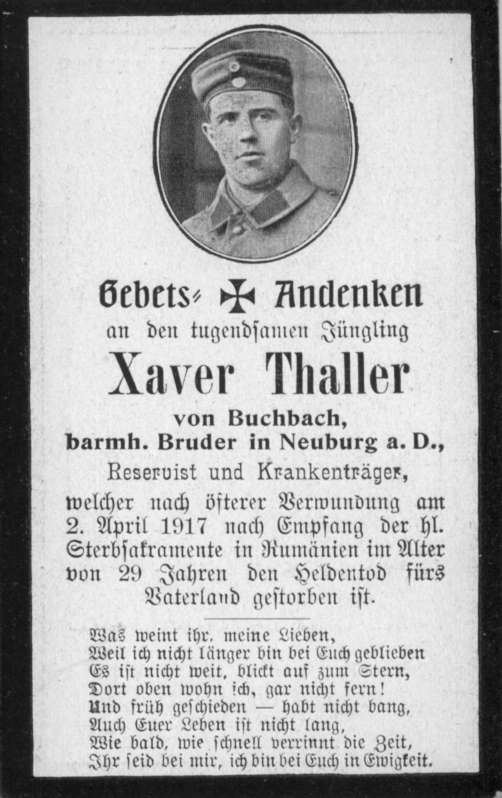 Gebets- ✠ Andenken
an den tugendsamen Jüngling
Xaver Thaller
von Buchbach,
barmh. Bruder in Neuburg a. D.,
Reservist und Krankenträger,
welcher nach öfterer Verwundung am
2. April 1917 nach Empfang der hl.
Sterbsakramente in Rumänien im Alter
von 29 Jahren den Heldentod fürs
Vaterland gestorben ist.
Was weint ihr, meine Lieben,
Weil ich nicht länger bin bei Euch geblieben
Es ist nicht weit, blickt auf zum Stern,
Dort oben wohn ich, gar nicht fern!
Und früh geschieden — habt nicht bang,
Auch Euer Leben ist nicht lang,
Wie bald, wie schnell verrinnt die Zeit,
Ihr seid bei mir, ich bin bei Euch in Ewigkeit.